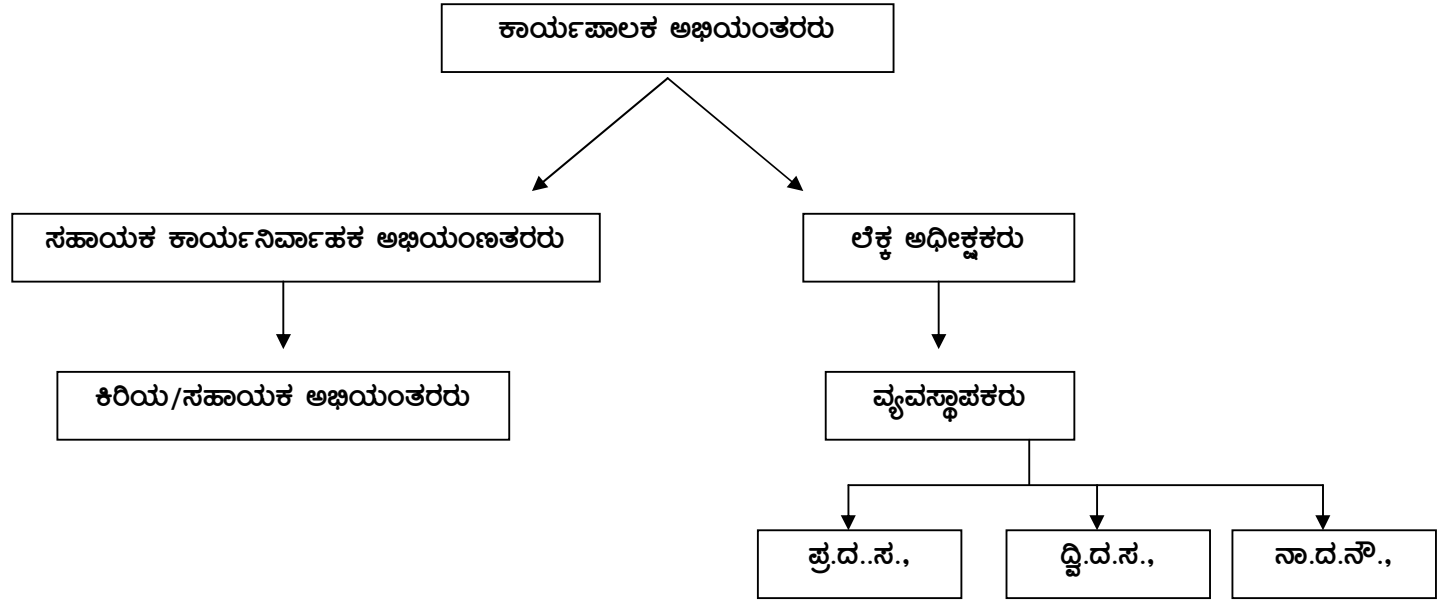 ಕಾರ್ಯಪಾಲಕ ಅಭಿಯಂತರರು
ಸಹಾಯಕ ಕಾರ್ಯನಿರ್ವಾಹಕ ಅಭಿಯಂಣತರರು
ಲೆಕ್ಕ ಅಧೀಕ್ಷಕರು
ಕಿರಿಯ/ಸಹಾಯಕ ಅಭಿಯಂತರರು
ವ್ಯವಸ್ಥಾಪಕರು
ಪ್ರ.ದ..ಸ.,
ದ್ವಿ.ದ.ಸ.,
ನಾ.ದ.ನೌ.,